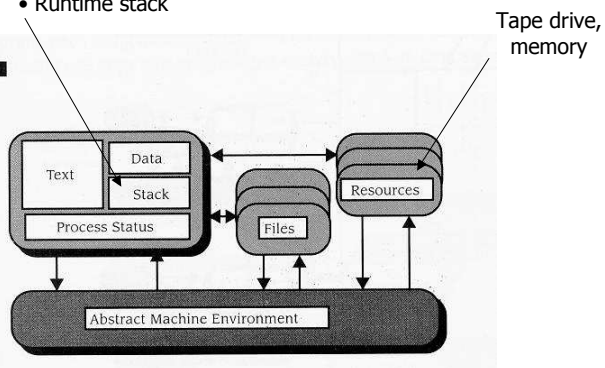 • Runtime stack
Tape drive,
memory
Text
Data
Stack
Process Status
Files
Resources
Abstract Machine Environment